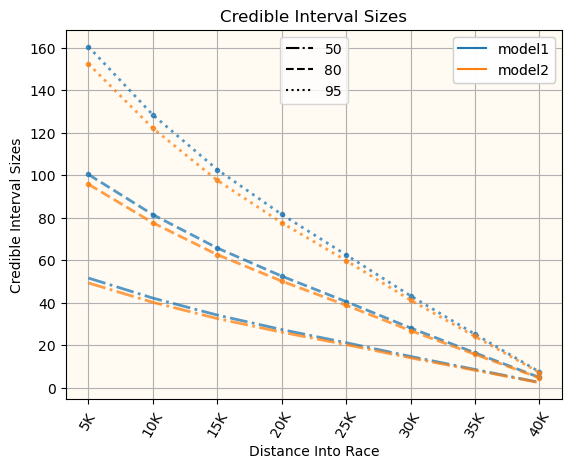 Credible Interval Sizes
50
80
95
model1
model2
Credible Interval Sizes
160
140
120
100
80
60
40
20
0
5K
10K
15K
20K
25K
30K
35K
40K
Distance Into Race